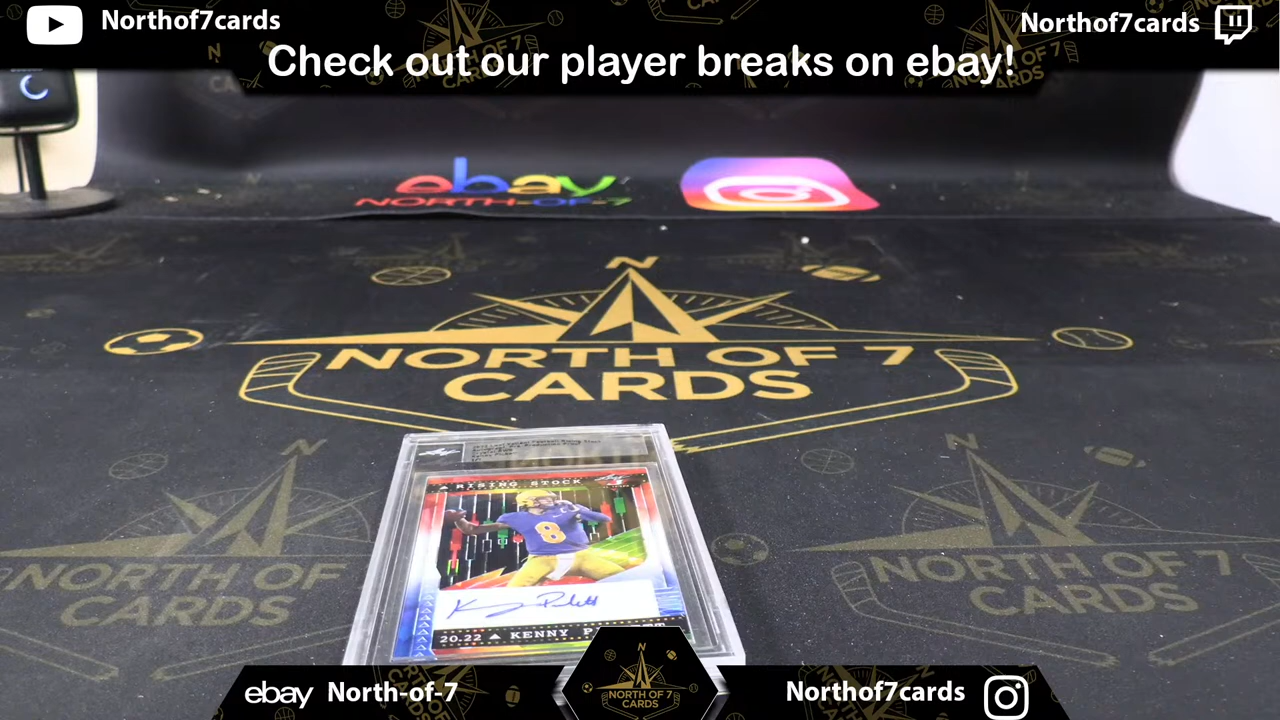 Northof7cards
Northof7cards
Check out our player breaks on ebay!
ebay
NORTH-OF-7
N
NORTH OF 7
CARDS
N
NORTH OF 7
CARDS
N
NORTH OF 7
CARDS
RISING STOCK
8
Kenny Pickett
20.22 KENNY
ebay North-of-7
N
NORTH OF 7
CARDS
Northof7cards